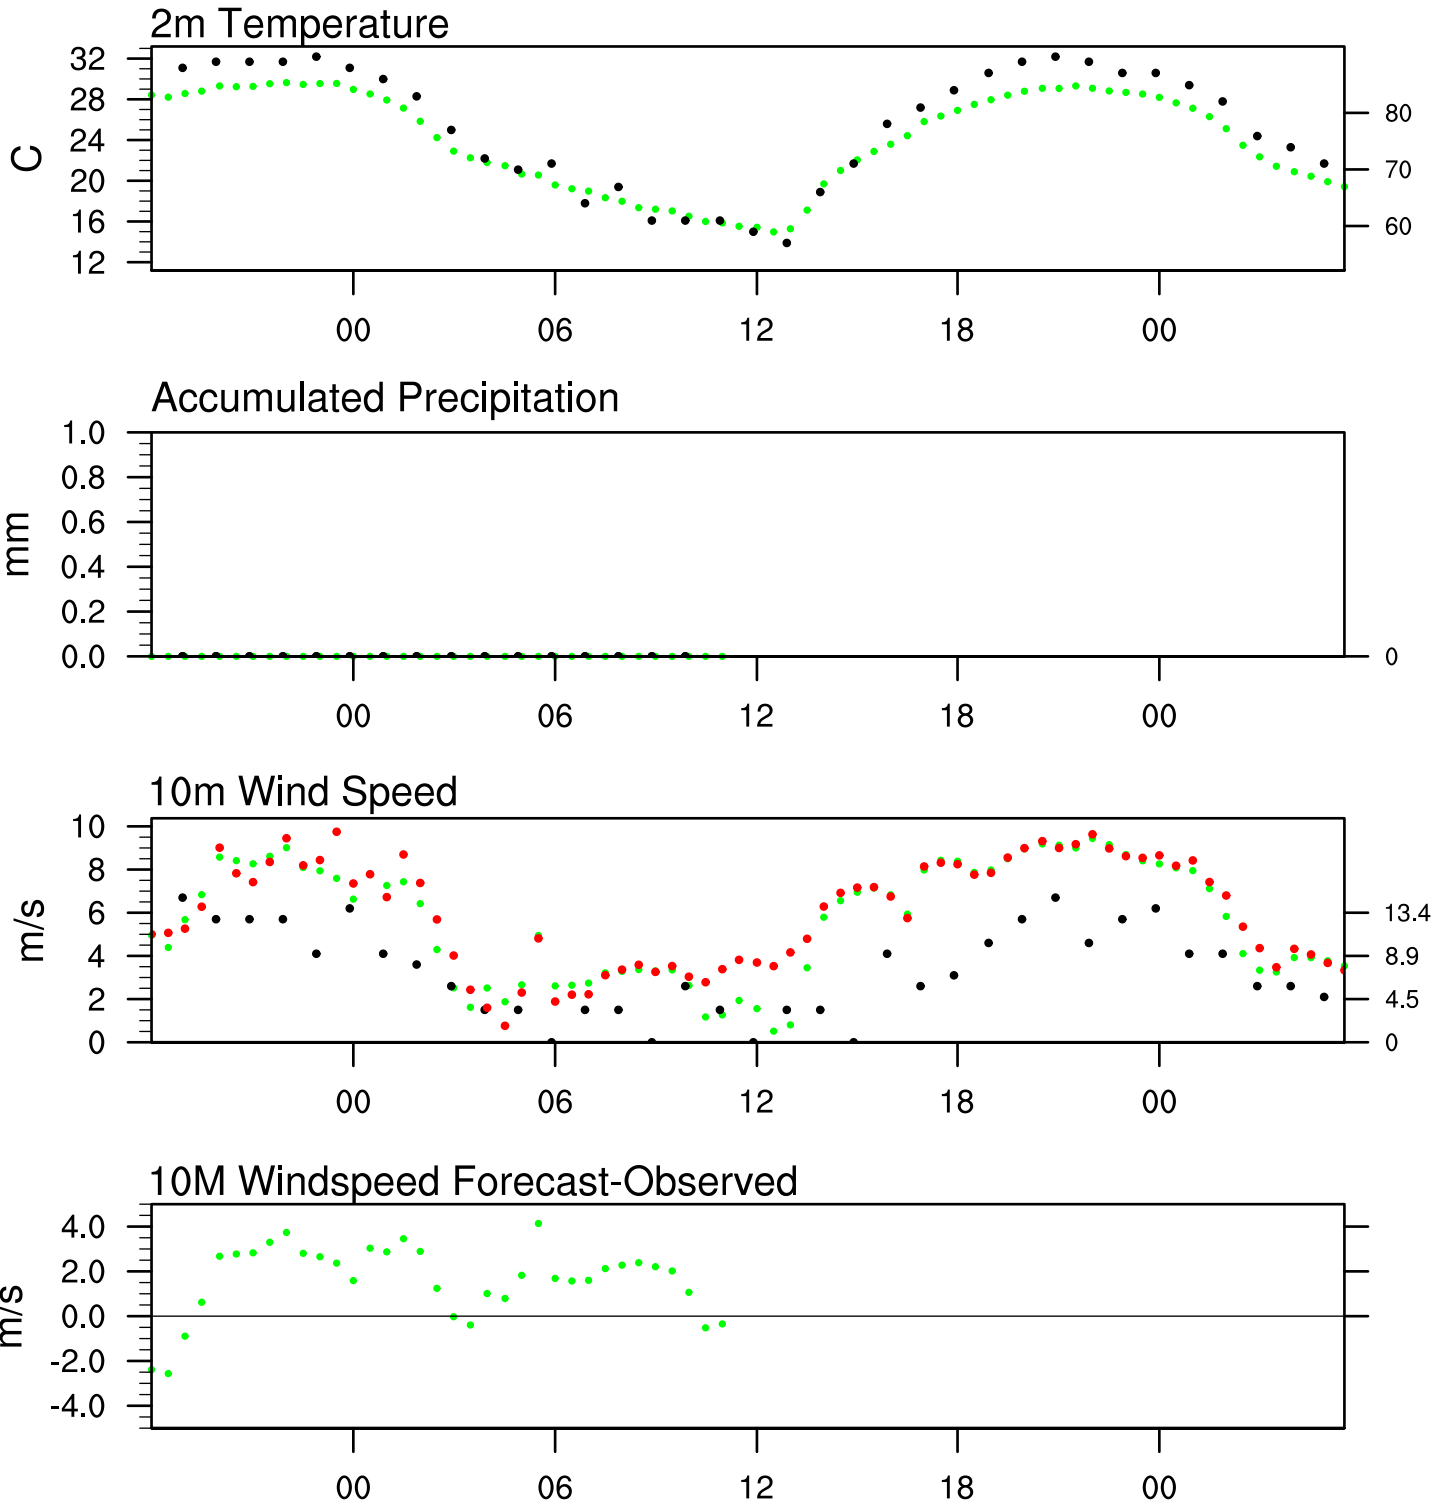 2m Temperature
32
28
24
20
16
12
C
80
70
60
00 06 12 18 00
Accumulated Precipitation
1.0
0.8
0.6
0.4
0.2
0.0
mm
0
00 06 12 18 00
10m Wind Speed
10
8
6
4
2
0
m/s
13.4
8.9
4.5
0
00 06 12 18 00
10M Windspeed Forecast-Observed
4.0
2.0
0.0
-2.0
-4.0
m/s
00 06 12 18 00